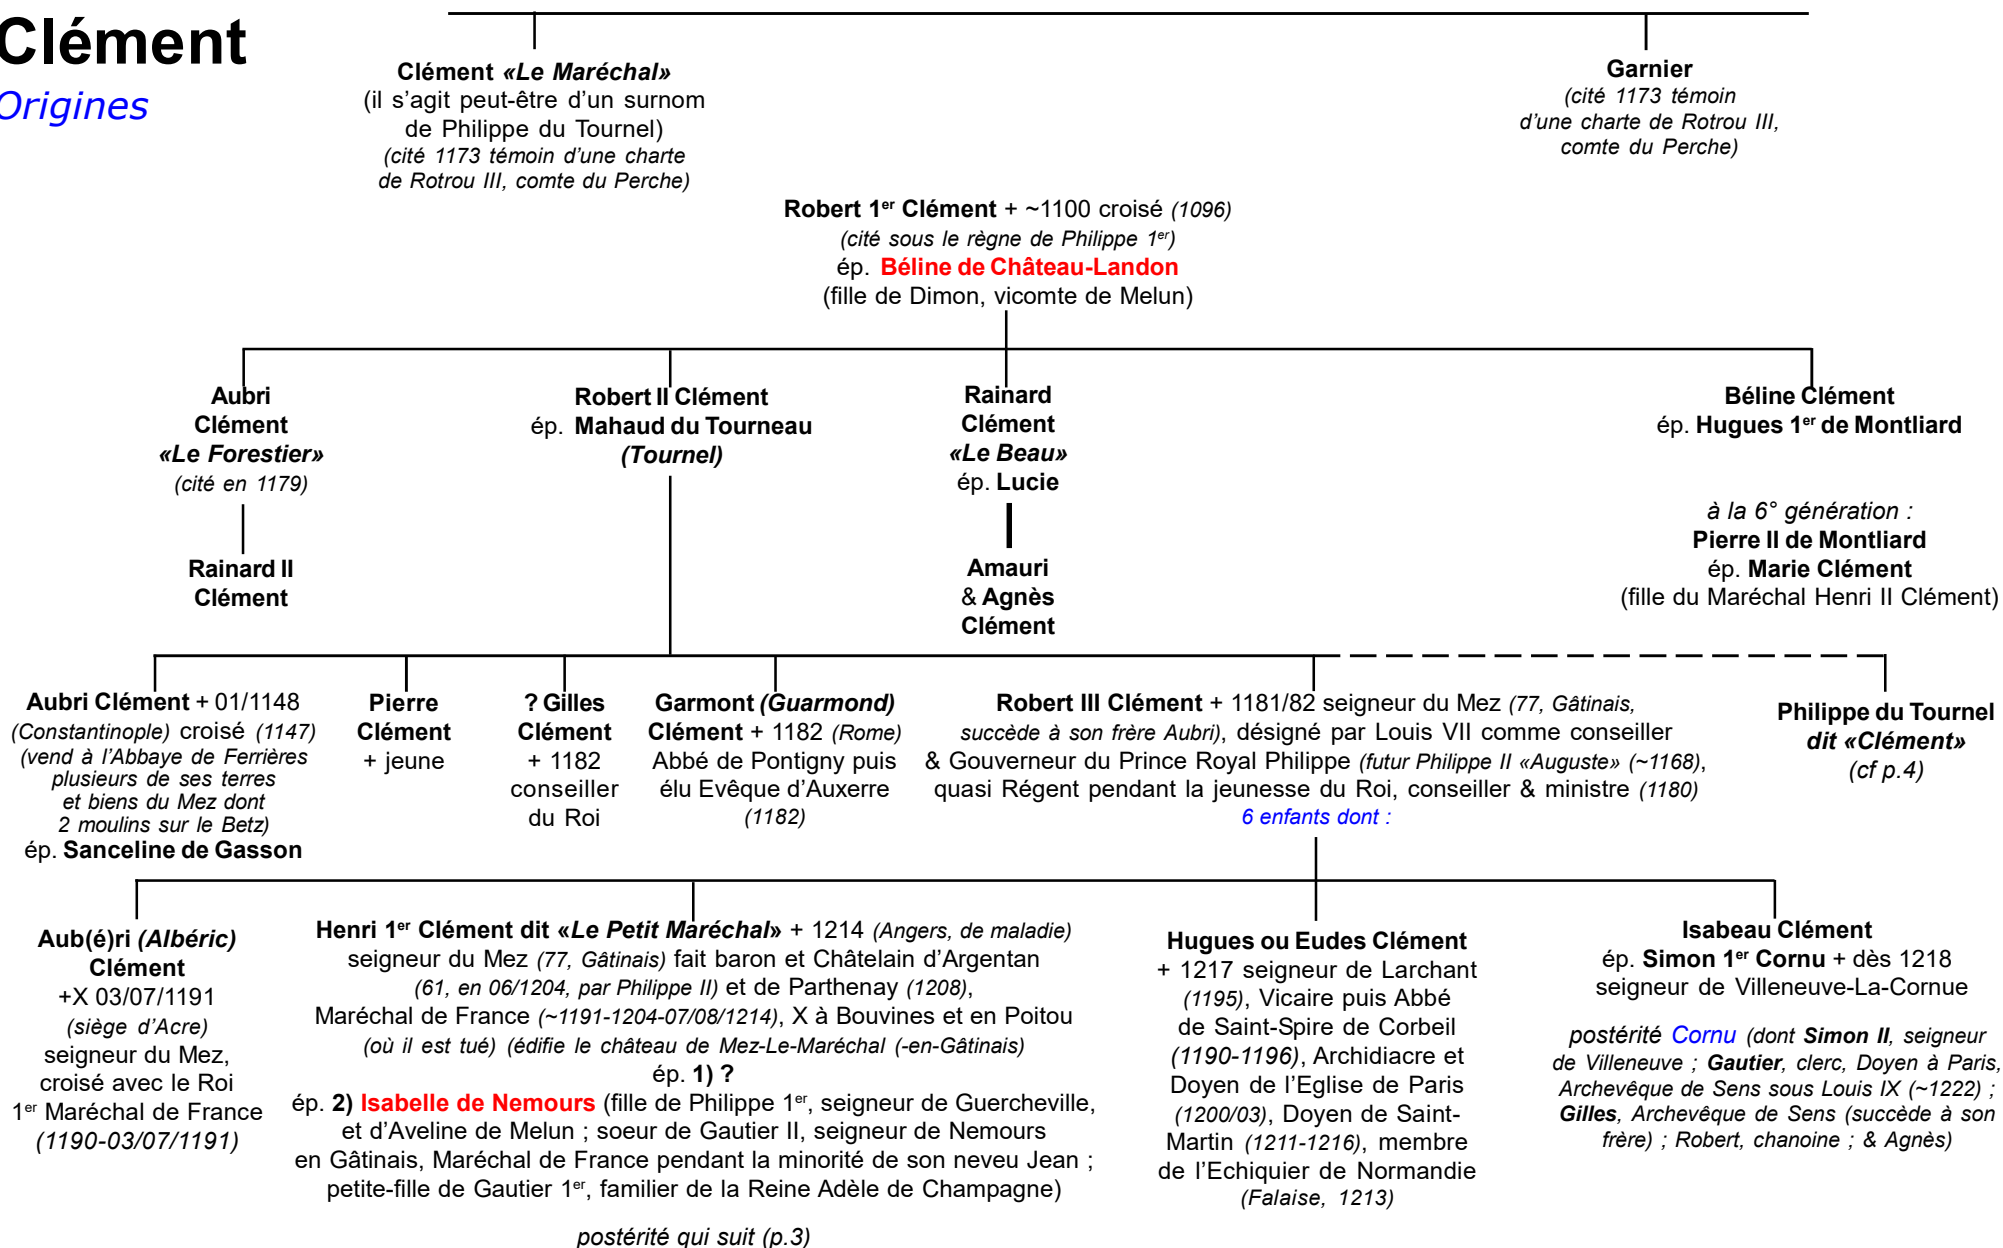 Clément
Origines
Clément «Le Maréchal»
(il s'agit peut-être d'un surnom
de Philippe du Tournel)
(cité 1173 témoin d'une charte
de Rotrou III, comte du Perche)
Garnier
(cité 1173 témoin
d'une charte de Rotrou III,
comte du Perche)
Robert 1er Clément + ~1100 croisé (1096)
(cité sous le règne de Philippe 1er)
ép. Béline de Château-Landon
(fille de Dimon, vicomte de Melun)
Aubri
Clément
«Le Forestier»
(cité en 1179)
Rainard II
Clément
Robert II Clément
ép. Mahaud du Tourneau
(Tournel)
Rainard
Clément
«Le Beau»
ép. Lucie
Amauri
& Agnès
Clément
Béline Clément
ép. Hugues 1er de Montliard
à la 6° génération :
Pierre II de Montliard
ép. Marie Clément
(fille du Maréchal Henri II Clément)
Aubri Clément + 01/1148
(Constantinople) croisé (1147)
(vend à l'Abbaye de Ferrières
plusieurs de ses terres
et biens du Mez dont
2 moulins sur le Betz)
ép. Sanceline de Gasson
Pierre
Clément
+ jeune
? Gilles
Clément
+ 1182
conseiller
du Roi
Garmont (Guarmond)
Clément + 1182 (Rome)
Abbé de Pontigny puis
élu Evêque d'Auxerre
(1182)
Robert III Clément + 1181/82 seigneur du Mez (77, Gâtinais,
succède à son frère Aubri), désigné par Louis VII comme conseiller
& Gouverneur du Prince Royal Philippe (futur Philippe II «Auguste» (~1168),
quasi Régent pendant la jeunesse du Roi, conseiller & ministre (1180)
6 enfants dont :
Philippe du Tournel
dit «Clément»
(cf p.4)
Aub(é)ri (Albéric)
Clément
+X 03/07/1191
(siège d'Acre)
seigneur du Mez,
croisé avec le Roi
1er Maréchal de France
(1190-03/07/1191)
Henri 1er Clément dit «Le Petit Maréchal» + 1214 (Angers, de maladie)
seigneur du Mez (77, Gâtinais) fait baron et Châtelain d'Argentan
(61, en 06/1204, par Philippe II) et de Parthenay (1208),
Maréchal de France (~1191-1204-07/08/1214), X à Bouvines et en Poitou
(où il est tué) (édifie le château de Mez-Le-Maréchal (-en-Gâtinais)
ép. 1) ?
ép. 2) Isabelle de Nemours (fille de Philippe 1er, seigneur de Guercheville,
et d'Aveline de Melun ; soeur de Gautier II, seigneur de Nemours
en Gâtinais, Maréchal de France pendant la minorité de son neveu Jean ;
petite-fille de Gautier 1er, familier de la Reine Adèle de Champagne)
postérité qui suit (p.3)
Hugues ou Eudes Clément
+ 1217 seigneur de Larchant
(1195), Vicaire puis Abbé
de Saint-Spire de Corbeil
(1190-1196), Archidiacre et
Doyen de l'Eglise de Paris
(1200/03), Doyen de Saint-
Martin (1211-1216), membre
de l'Echiquier de Normandie
(Falaise, 1213)
Isabeau Clément
ép. Simon 1er Cornu + dès 1218
seigneur de Villeneuve-La-Cornue
postérité Cornu (dont Simon II, seigneur
de Villeneuve ; Gautier, clerc, Doyen à Paris,
Archevêque de Sens sous Louis IX (~1222) ;
Gilles, Archevêque de Sens (succède à son
frère) ; Robert, chanoine ; & Agnès)